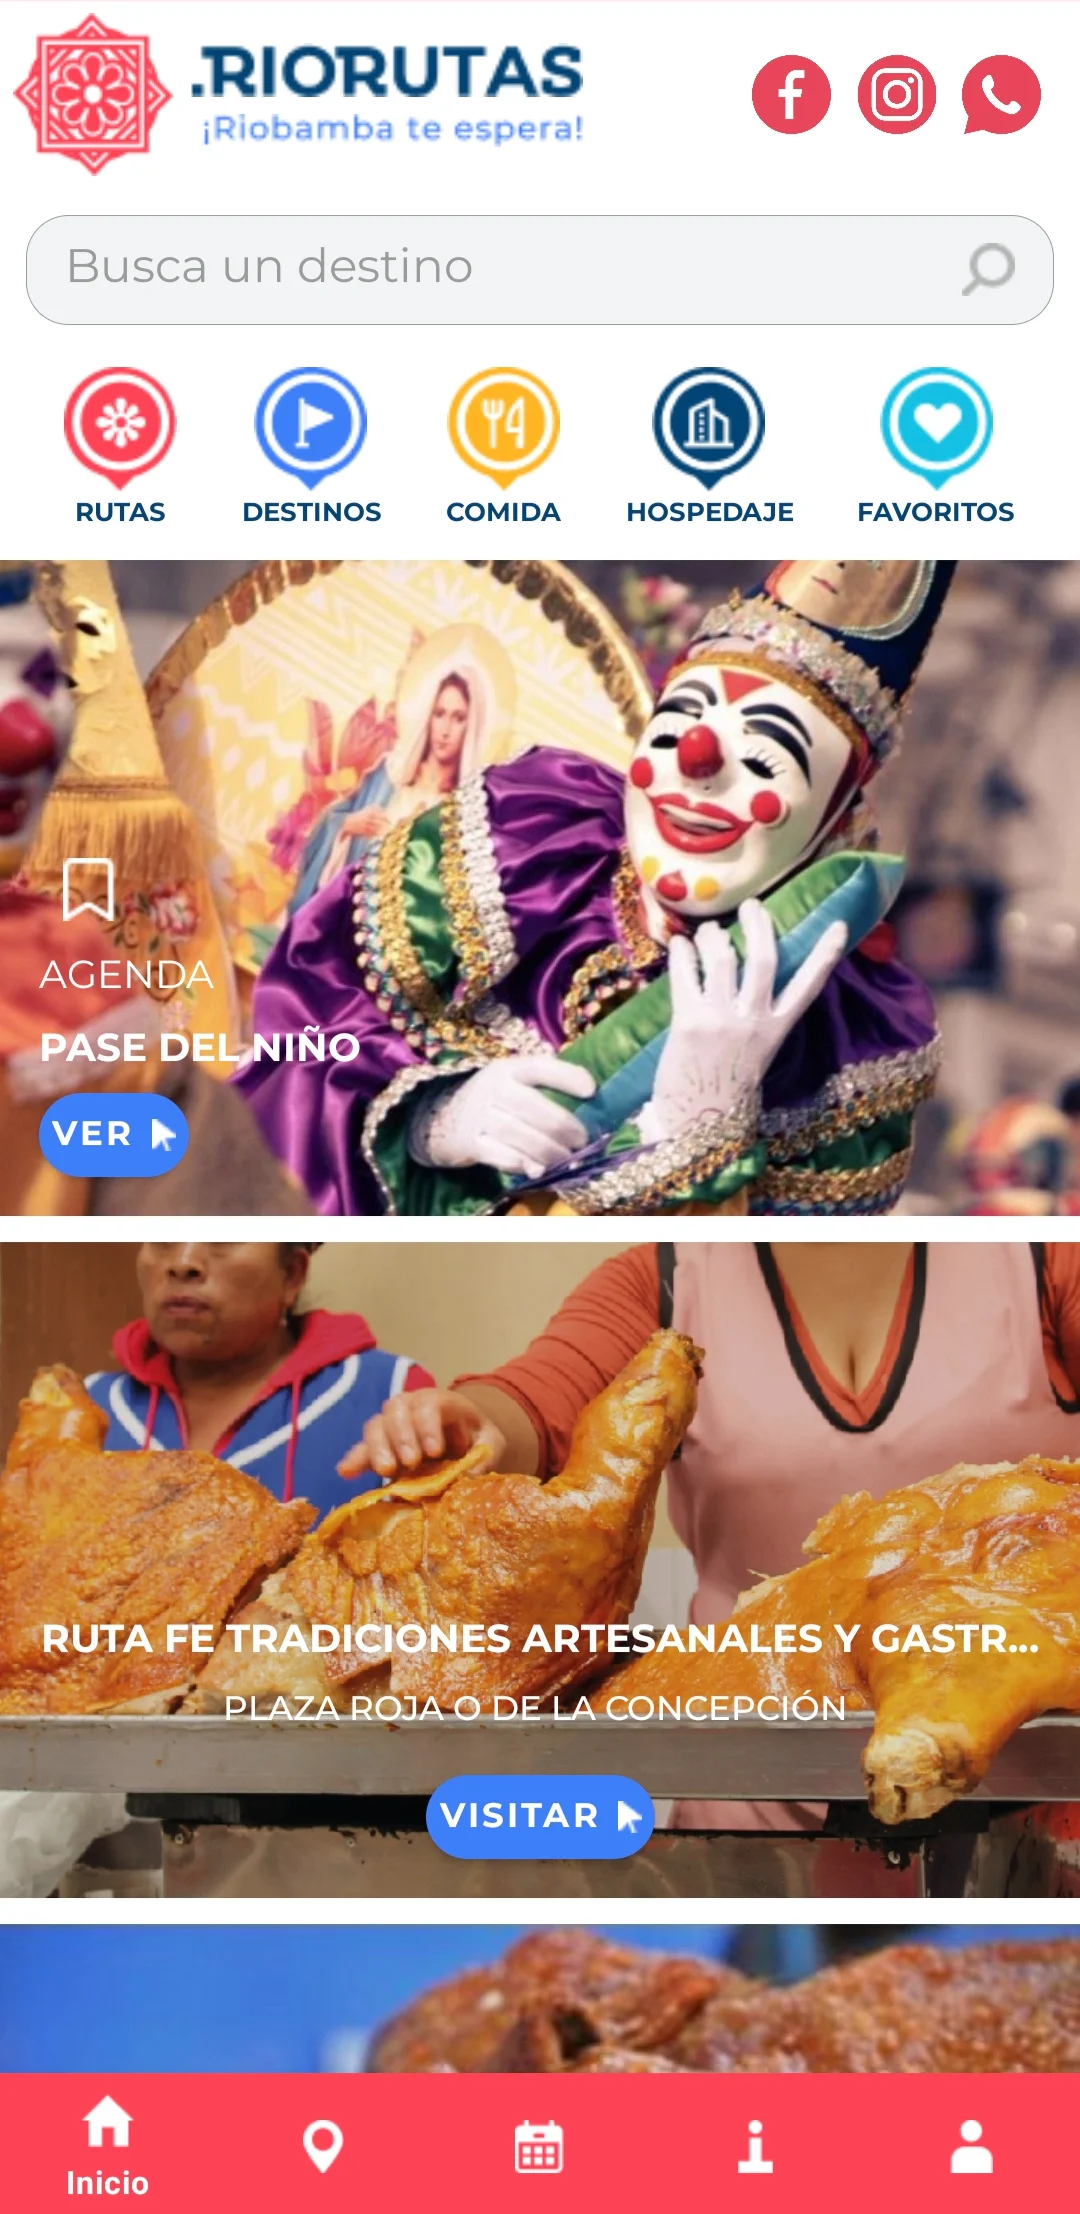 .RIORUTAS
¡Riobamba te espera!
Busca un destino
RUTAS
DESTINOS
COMIDA
HOSPEDAJE
FAVORITOS
AGENDA
PASE DEL NIÑO
VER
RUTA FE TRADICIONES ARTESANALES Y GASTR...
PLAZA ROJA O DE LA CONCEPCIÓN
VISITAR
Inicio